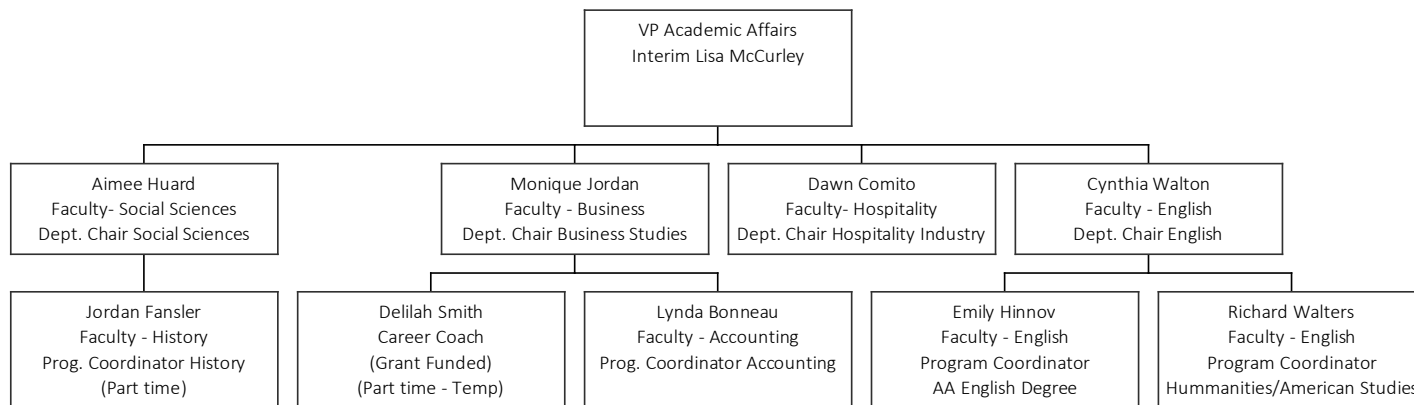 VP Academic Affairs
Interim Lisa McCurley
Aimee Huard
Faculty- Social Sciences
Dept. Chair Social Sciences
Monique Jordan
Faculty - Business
Dept. Chair Business Studies
Dawn Comito
Faculty- Hospitality
Dept. Chair Hospitality Industry
Cynthia Walton
Faculty - English
Dept. Chair English
Jordan Fansler
Faculty - History
Prog. Coordinator History
(Part time)
Delilah Smith
Career Coach
(Grant Funded)
(Part time - Temp)
Lynda Bonneau
Faculty - Accounting
Prog. Coordinator Accounting
Emily Hinnov
Faculty - English
Program Coordinator
AA English Degree
Richard Walters
Faculty - English
Program Coordinator
Hummanities/American Studies